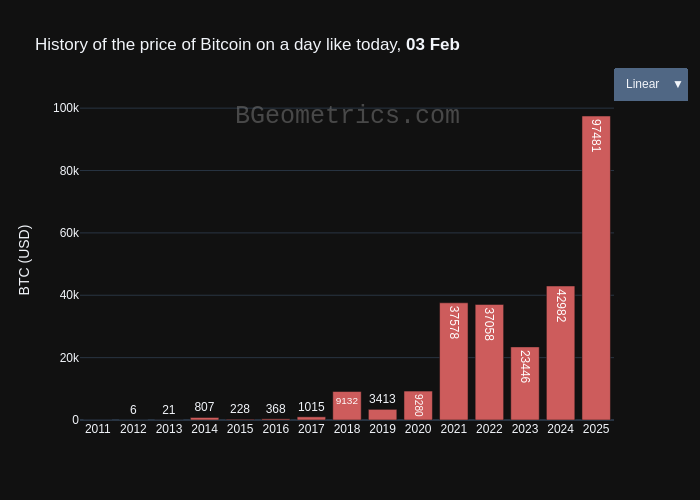 History of the price of Bitcoin on a day like today, 03 Feb
Linear ▼
BGeometrics.com
BTC (USD)
100k
80k
60k
40k
20k
0
6
21
807
228
368
1015
9132
3413
9280
37578
37058
23446
42982
97481
2011 2012 2013 2014 2015 2016 2017 2018 2019 2020 2021 2022 2023 2024 2025